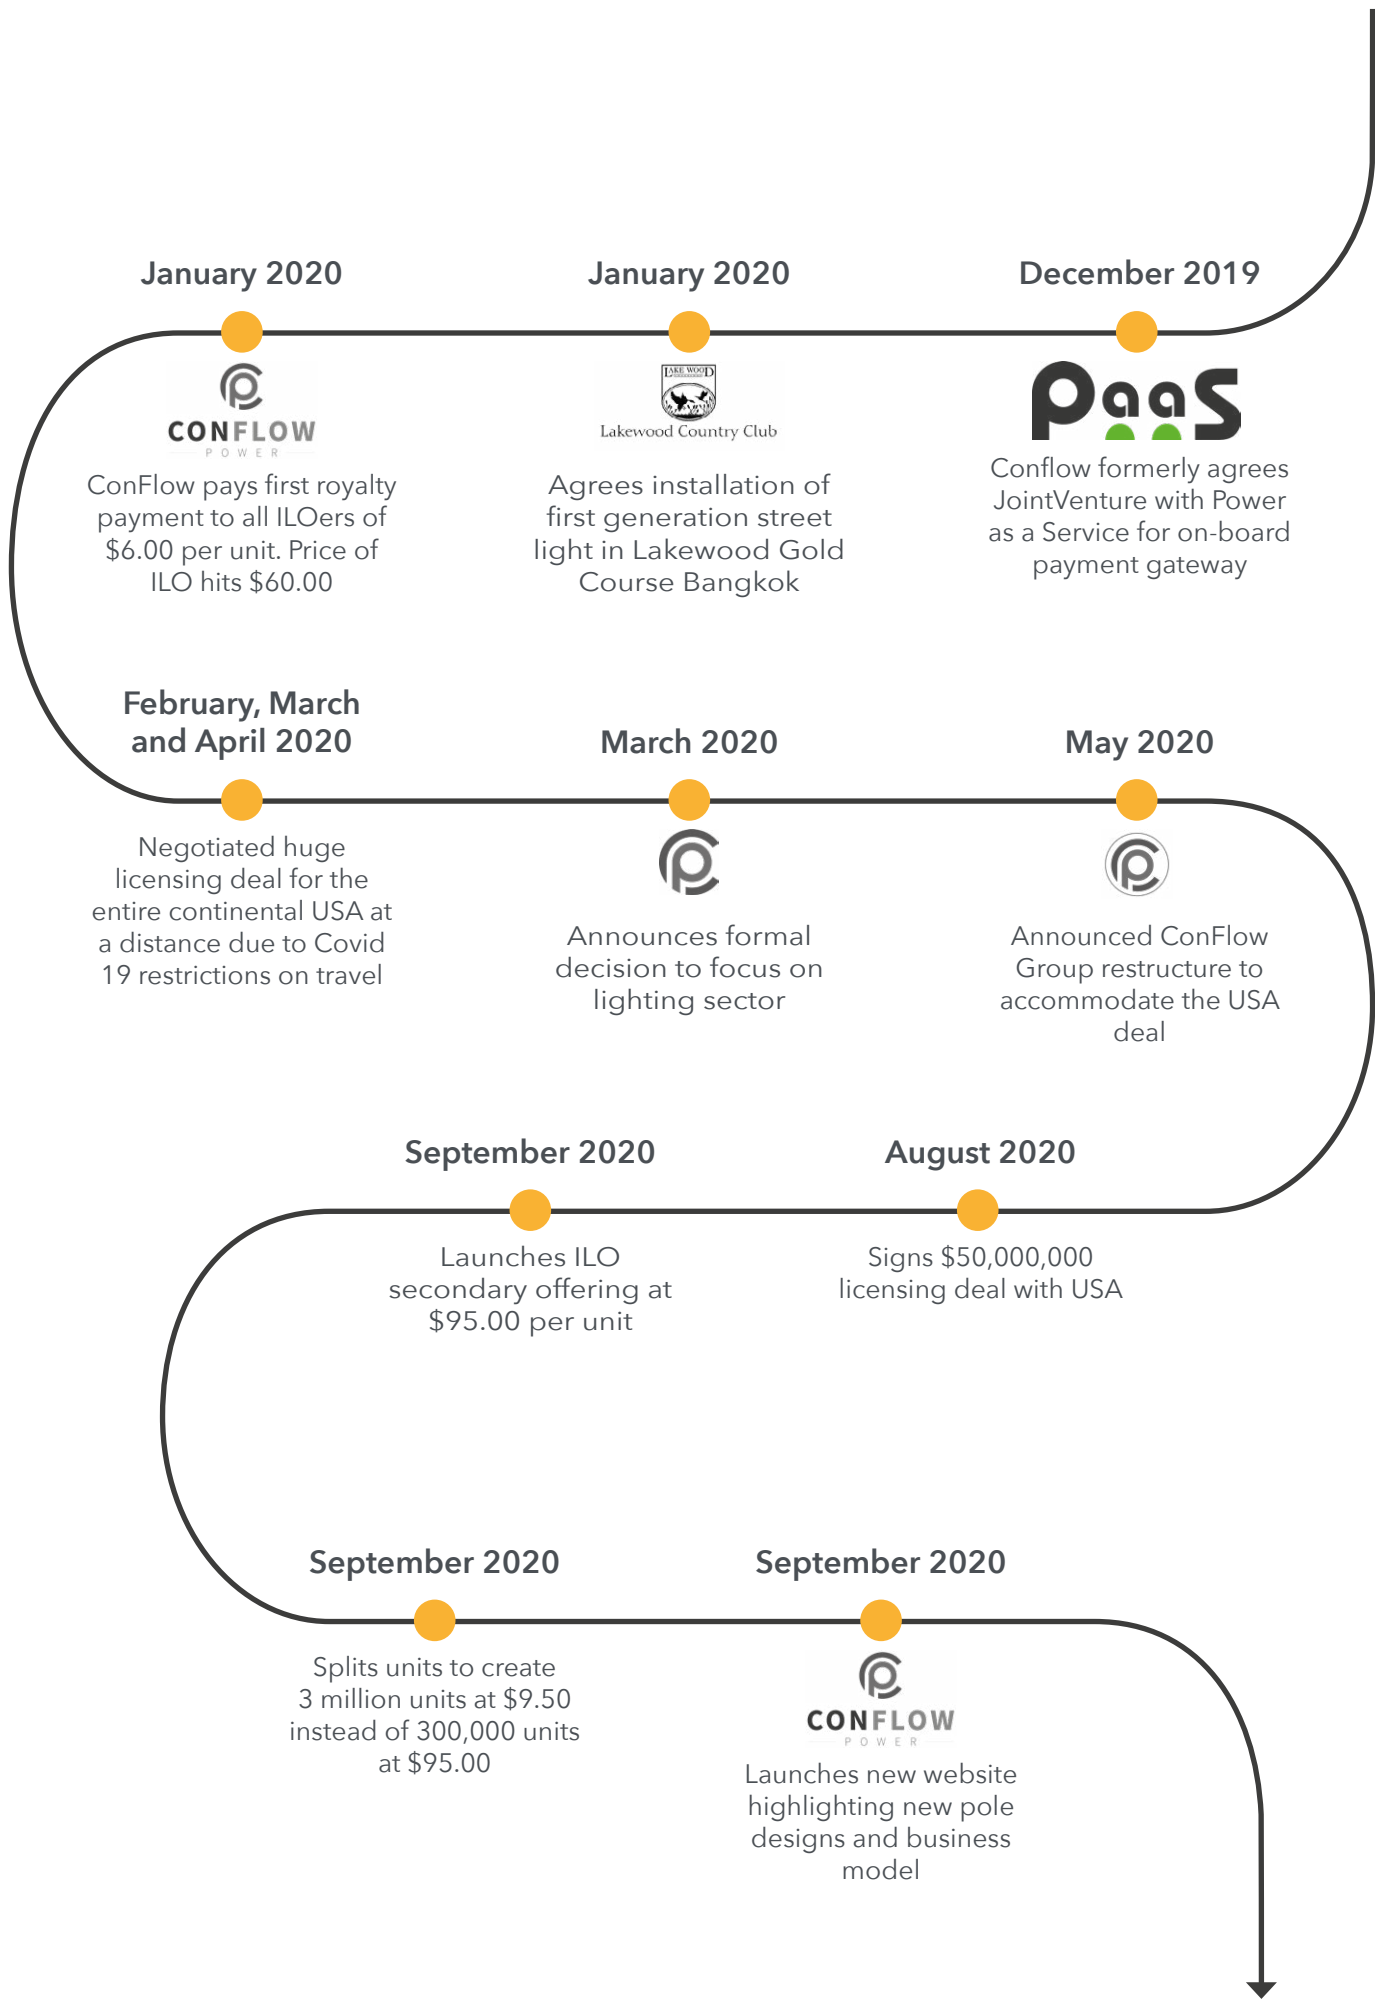 December 2019
PaaS
Conflow formerly agrees
JointVenture with Power
as a Service for on-board
payment gateway
January 2020
LAKE WOOD
Lakewood Country Club
Agrees installation of
first generation street
light in Lakewood Gold
Course Bangkok
January 2020
CONFLOW
POWER
ConFlow pays first royalty
payment to all ILOers of
$6.00 per unit. Price of
ILO hits $60.00
February, March
and April 2020
Negotiated huge
licensing deal for the
entire continental USA at
a distance due to Covid
19 restrictions on travel
March 2020
Announces formal
decision to focus on
lighting sector
May 2020
Announced ConFlow
Group restructure to
accommodate the USA
deal
August 2020
Signs $50,000,000
licensing deal with USA
September 2020
Launches ILO
secondary offering at
$95.00 per unit
September 2020
Splits units to create
3 million units at $9.50
instead of 300,000 units
at $95.00
September 2020
CONFLOW
POWER
Launches new website
highlighting new pole
designs and business
model